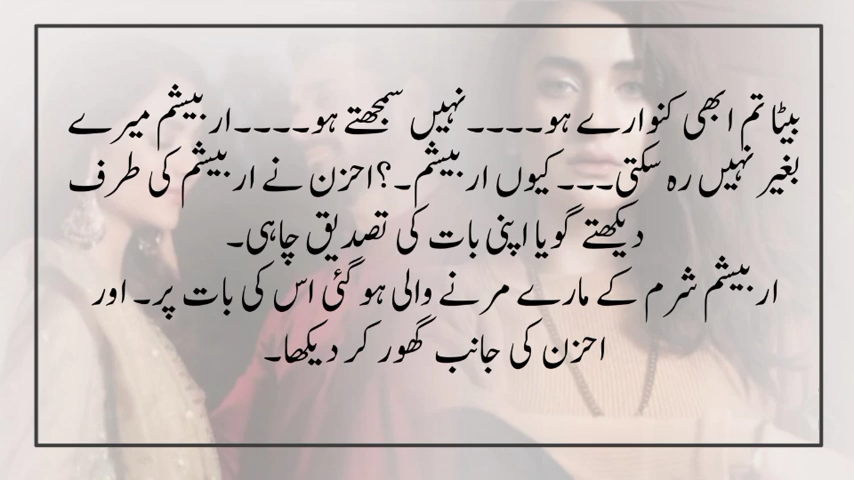 بیٹا تم ابھی کنوارے ہو۔۔۔۔نہیں سمجھتے ہو۔۔۔۔اربیشم میرے
بغیر نہیں رہ سکتی۔۔۔ کیوں اربیشم۔؟احزن نے اربیشم کی طرف
دیکھتے گویا اپنی بات کی تصدیق چاہی۔
اربیشم شرم کے مارے مرنے والی ہو گئی اس کی بات پر۔ اور
احزن کی جانب گھور کر دیکھا۔